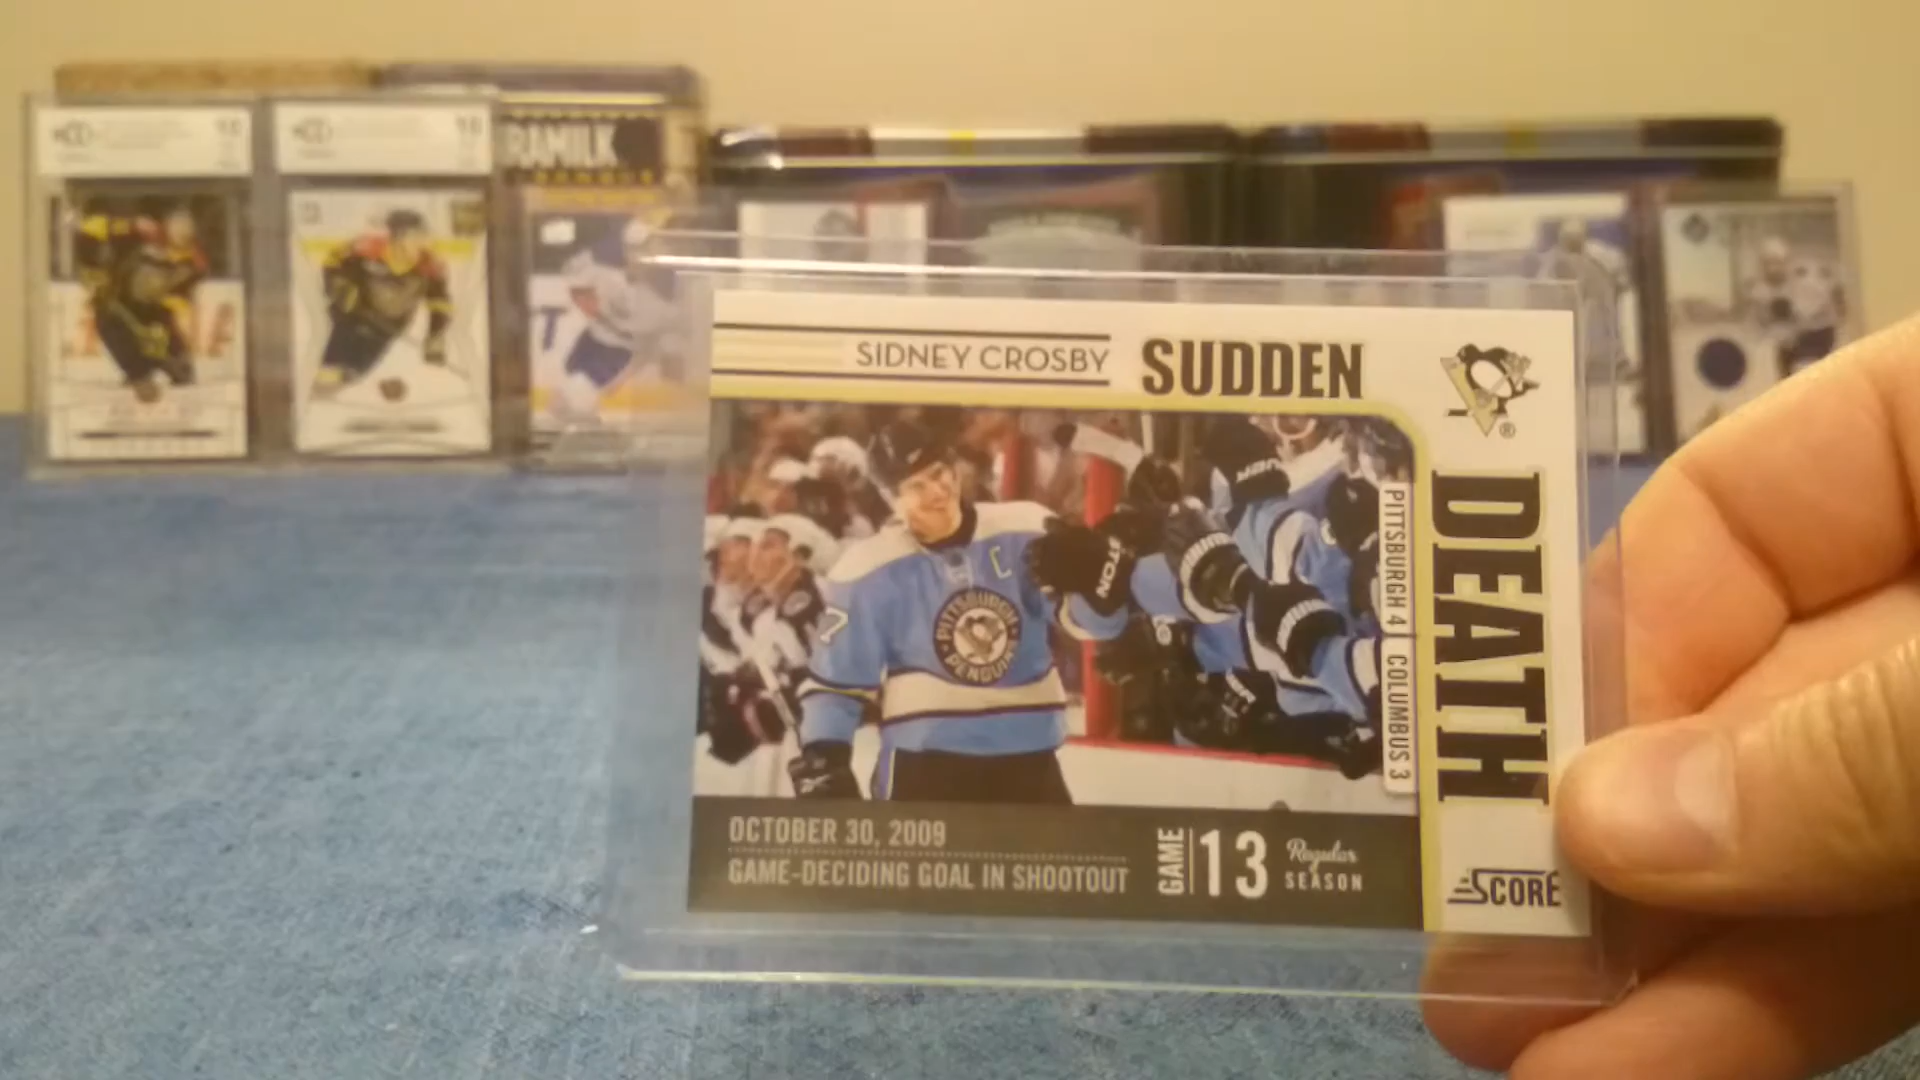 RAMILK
SIDNEY CROSBY
SUDDEN
DEATH
PITTSBURGH 4 | COLUMBUS 3
C
7
PITTSBURGH
PENGUINS
OCTOBER 30, 2009
GAME-DECIDING GOAL IN SHOOTOUT
GAME
13
Regular
SEASON
SCORE